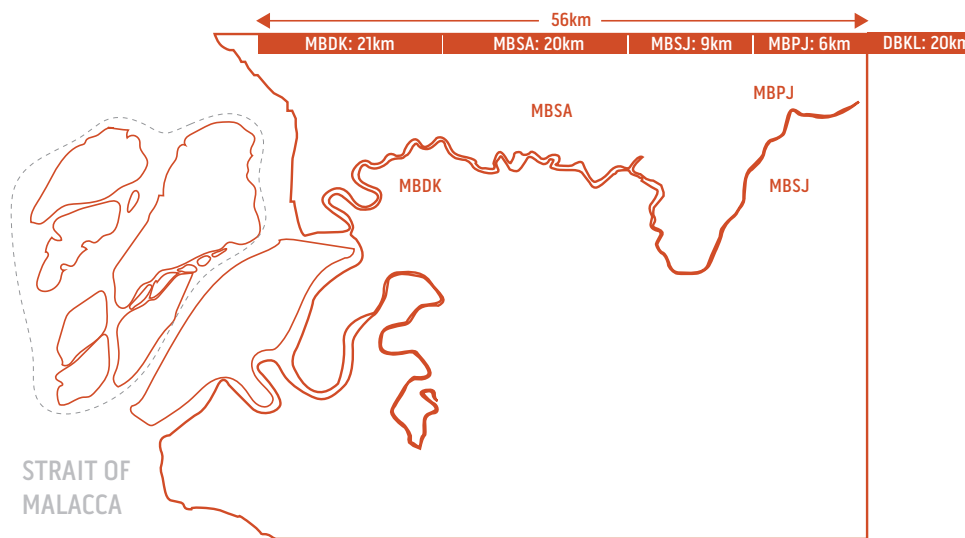 56km
MBDK: 21km
MBSA: 20km
MBSJ: 9km
MBPJ: 6km
DBKL: 20km
MBPJ
MBSA
MBDK
MBSJ
STRAIT OF
MALACCA